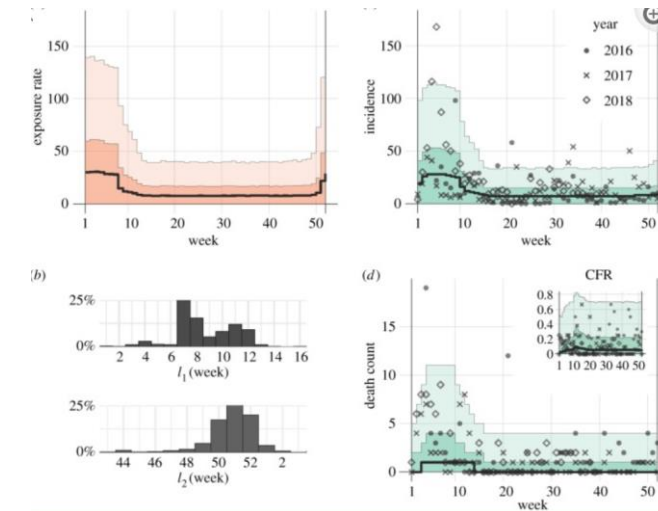 150
100
50
0
exposure rate
1 10 20 30 40 50
week
150
100
50
0
incidence
year
2016
2017
2018
1 10 20 30 40 50
week
(b)
25%
0%
2 4 6 8 10 12 14 16
l1 (week)
25%
0%
44 46 48 50 52 2
l2 (week)
(d)
15
10
5
0
death count
CFR
0.8
0.6
0.4
0.2
0
1 10 20 30 40 50
1 10 20 30 40 50
week